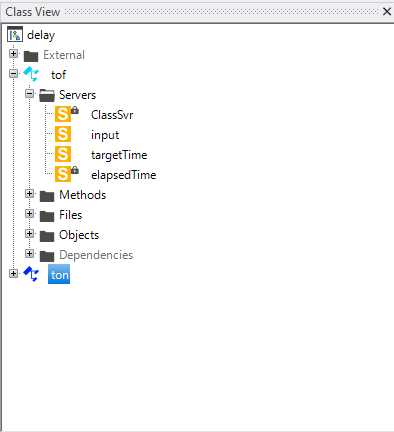 Class View
delay
External
tof
Servers
S ClassSvr
S input
S targetTime
S elapsedTime
Methods
Files
Objects
Dependencies
ton